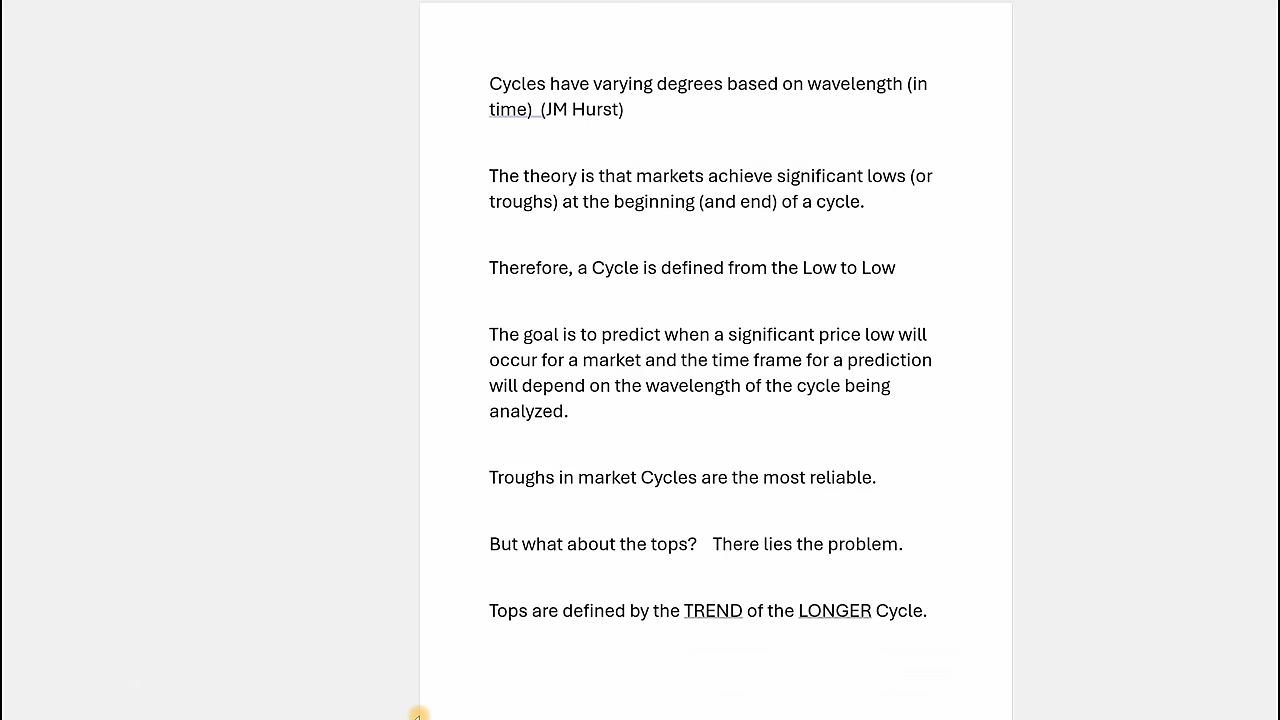 Cycles have varying degrees based on wavelength (in
time)  (JM Hurst)
The theory is that markets achieve significant lows (or
troughs) at the beginning (and end) of a cycle.
Therefore, a Cycle is defined from the Low to Low
The goal is to predict when a significant price low will
occur for a market and the time frame for a prediction
will depend on the wavelength of the cycle being
analyzed.
Troughs in market Cycles are the most reliable.
But what about the tops?   There lies the problem.
Tops are defined by the TREND of the LONGER Cycle.